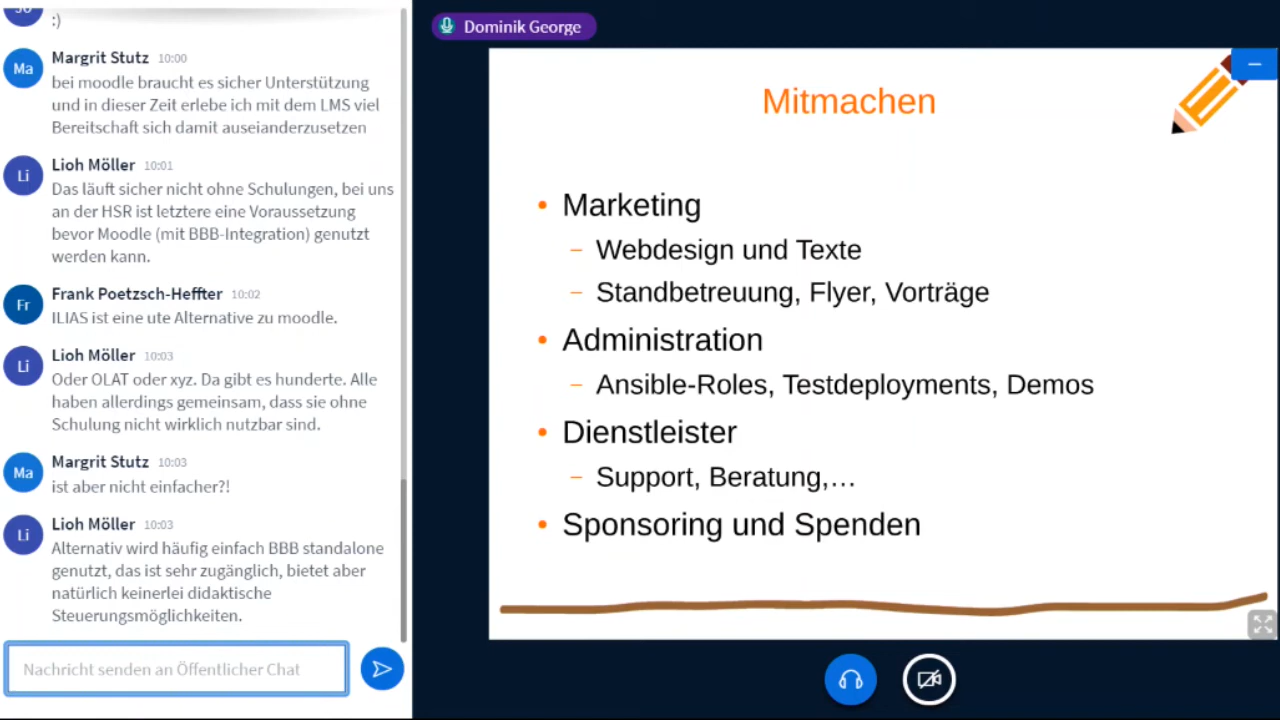 :)
Ma
Margrit Stutz 10:00
bei moodle braucht es sicher Unterstützung
und in dieser Zeit erlebe ich mit dem LMS viel
Bereitschaft sich damit auseinanderzusetzen
Li
Lioh Möller 10:01
Das läuft sicher nicht ohne Schulungen, bei uns
an der HSR ist letztere eine Voraussetzung
bevor Moodle (mit BBB-Integration) genutzt
werden kann.
Fr
Frank Poetzsch-Heffter 10:02
ILIAS ist eine ute Alternative zu moodle.
Li
Lioh Möller 10:03
Oder OLAT oder xyz. Da gibt es hunderte. Alle
haben allerdings gemeinsam, dass sie ohne
Schulung nicht wirklich nutzbar sind.
Ma
Margrit Stutz 10:03
ist aber nicht einfacher?!
Li
Lioh Möller 10:03
Alternativ wird häufig einfach BBB standalone
genutzt, das ist sehr zugänglich, bietet aber
natürlich keinerlei didaktische
Steuerungsmöglichkeiten.
Nachricht senden an Öffentlicher Chat
Dominik George
Mitmachen
• Marketing
– Webdesign und Texte
– Standbetreuung, Flyer, Vorträge
• Administration
– Ansible-Roles, Testdeployments, Demos
• Dienstleister
– Support, Beratung,…
• Sponsoring und Spenden